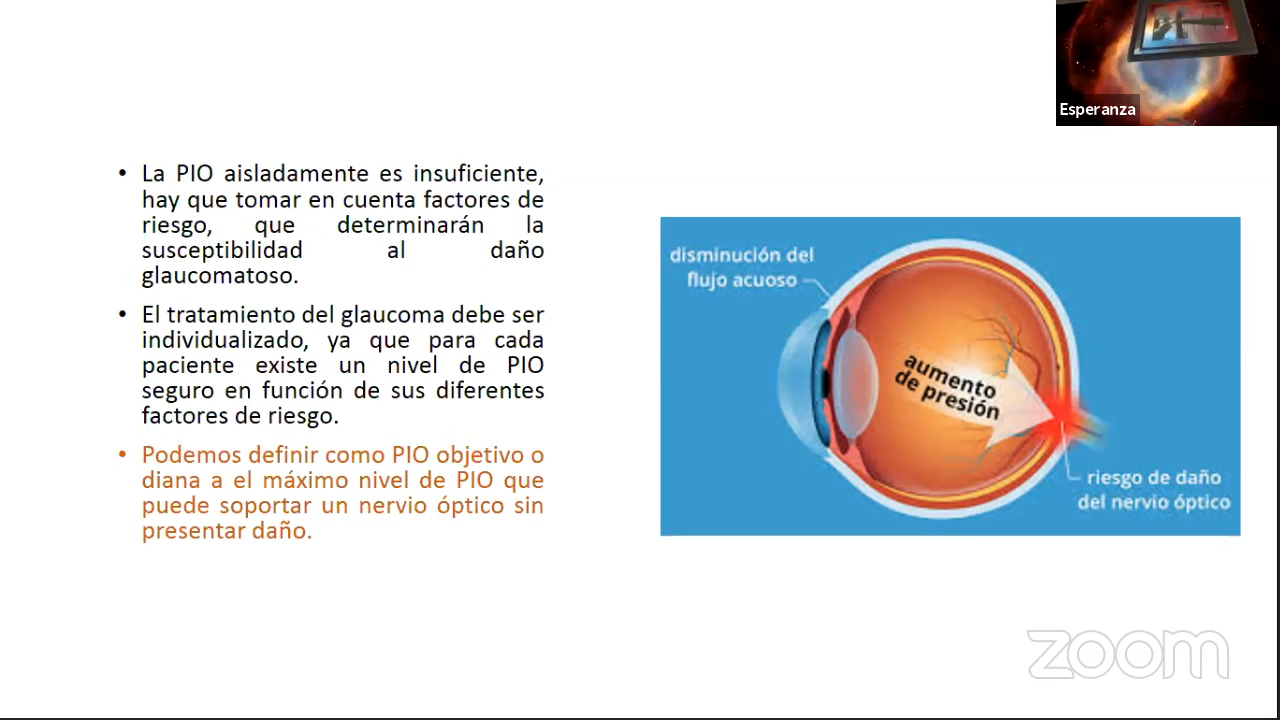 Esperanza
• La PIO aisladamente es insuficiente,
hay que tomar en cuenta factores de
riesgo, que determinarán la
susceptibilidad al daño
glaucomatoso.
• El tratamiento del glaucoma debe ser
individualizado, ya que para cada
paciente existe un nivel de PIO
seguro en función de sus diferentes
factores de riesgo.
• Podemos definir como PIO objetivo o
diana a el máximo nivel de PIO que
puede soportar un nervio óptico sin
presentar daño.
disminución del
flujo acuoso
aumento
de presión
riesgo de daño
del nervio óptico
zoom